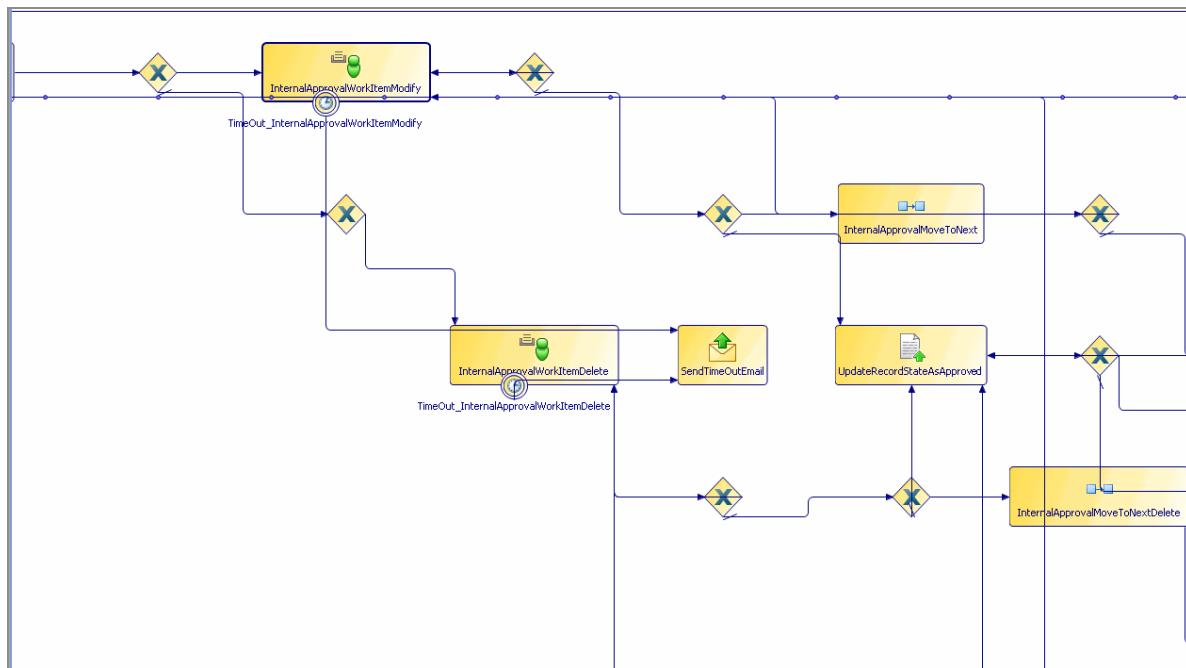 InternalApprovalWorkItemModify
TimeOut_InternalApprovalWorkItemModify
InternalApprovalMoveToNext
InternalApprovalWorkItemDelete
SendTimeOutEmail
UpdateRecordStateAsApproved
TimeOut_InternalApprovalWorkItemDelete
InternalApprovalMoveToNextDelete